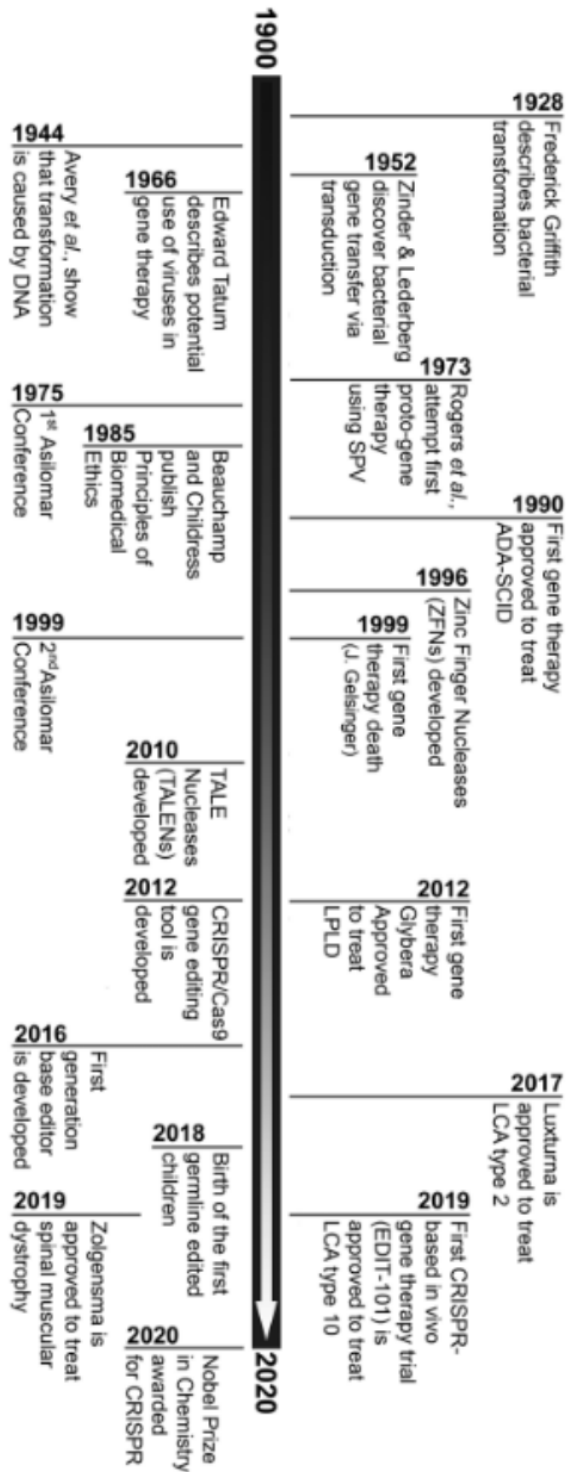 1900
2020
1928
Frederick Griffith
describes bacterial
transformation
1952
Zinder & Lederberg
discover bacterial
gene transfer via
transduction
1973
Rogers et al.,
attempt first
proto-gene
therapy
using SPV
1990
First gene therapy
approved to treat
ADA-SCID
1996
Zinc Finger Nucleases
(ZFNs) developed
1999
First gene
therapy death
(J. Gelsinger)
2012
First gene
therapy
Glybera
Approved
to treat
LPLD
2017
Luxturna is
approved to treat
LCA type 2
2019
First CRISPR-
based in vivo
gene therapy trial
(EDIT-101) is
approved to treat
LCA type 10
1944
Avery et al., show
that transformation
is caused by DNA
1966
Edward Tatum
describes potential
use of viruses in
gene therapy
1975
1st Asilomar
Conference
1985
Beauchamp
and Childress
publish
Principles of
Biomedical
Ethics
1999
2nd Asilomar
Conference
2010
TALE
Nucleases
(TALENs)
developed
2012
CRISPR/Cas9
gene editing
tool is
developed
2016
First
generation
base editor
is developed
2018
Birth of the first
germline edited
children
2019
Zolgensma is
approved to treat
spinal muscular
dystrophy
2020
Nobel Prize
in Chemistry
awarded
for CRISPR